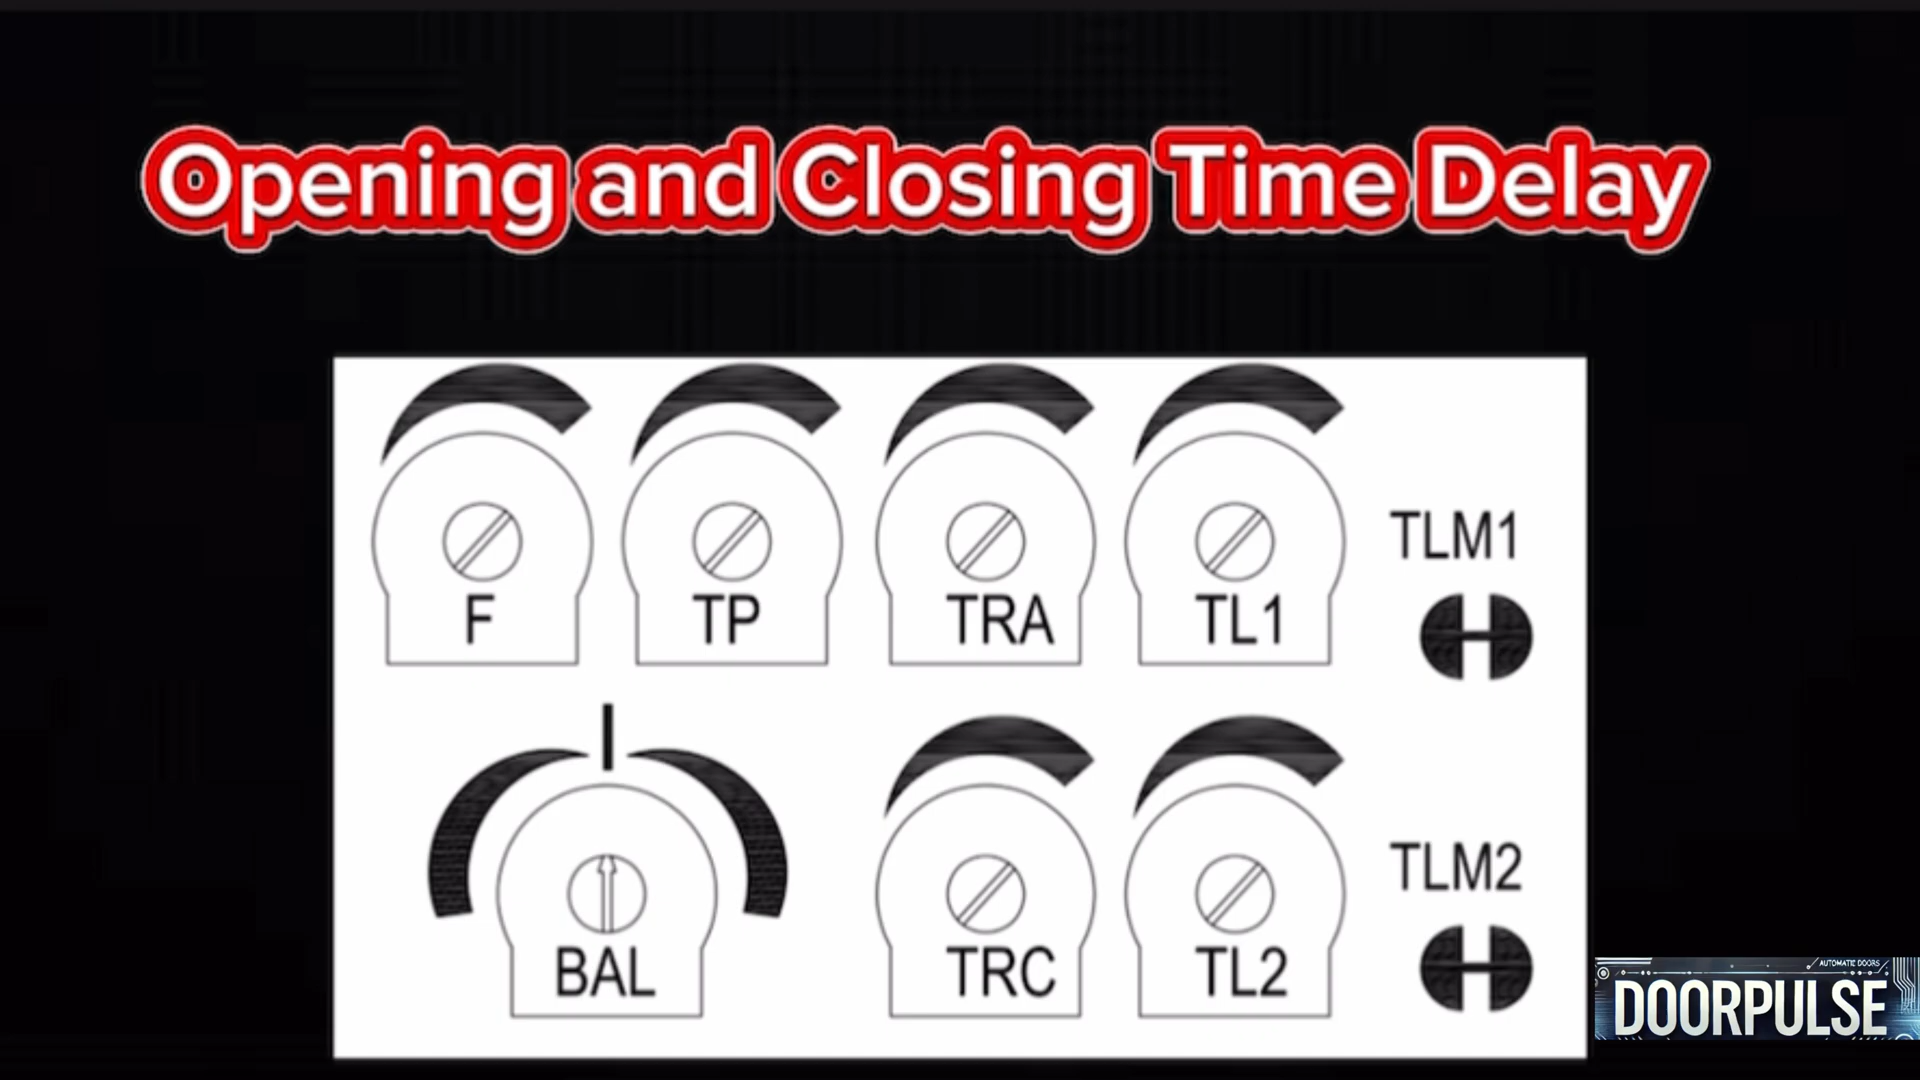 Opening and Closing Time Delay
F
TP
TRA
TL1
TLM1
BAL
TRC
TL2
TLM2
AUTOMATIC DOORS
DOORPULSE